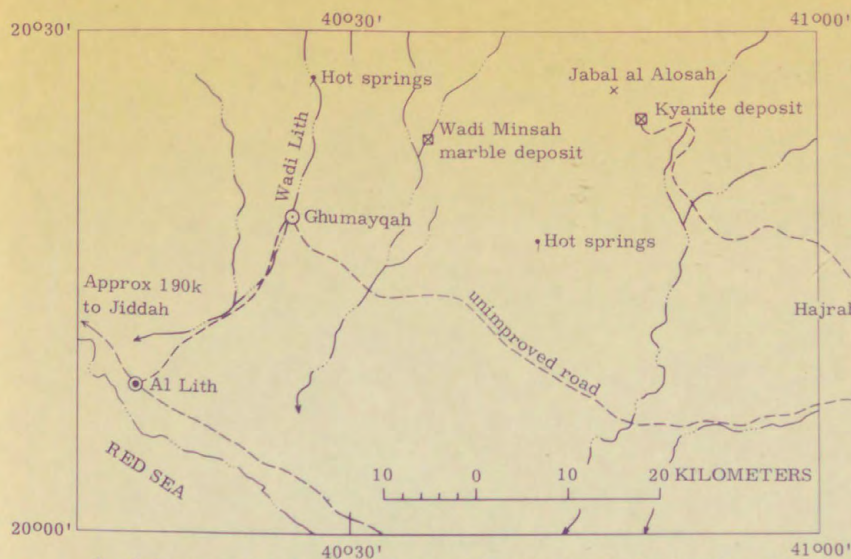 20°30'
40°30'
41°00'
Hot springs
Jabal al Alosah
Kyanite deposit
Wadi Minsah
marble deposit
Wadi Lith
Ghumayqah
Hot springs
Approx 190k
to Jiddah
Hajrah
unimproved road
Al Lith
RED SEA
10 0 10 20 KILOMETERS
20°00'
40°30'
41°00'